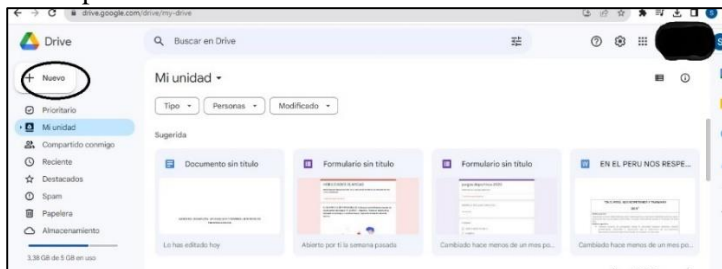 drive.google.com/drive/my-drive
Drive
Buscar en Drive
Nuevo
Mi unidad
Tipo Personas Modificado
Prioritario
Mi unidad
Compartido conmigo
Reciente
Destacados
Spam
Papelera
Almacenamiento
3,38 GB de 5 GB en uso
Sugerida
Documento sin título
Formulario sin título
Formulario sin título
EN EL PERU NOS RESPE...
Lo has editado hoy
Abierto por ti la semana pasada
Cambiado hace menos de un mes po...
Cambiado hace menos de un mes po...